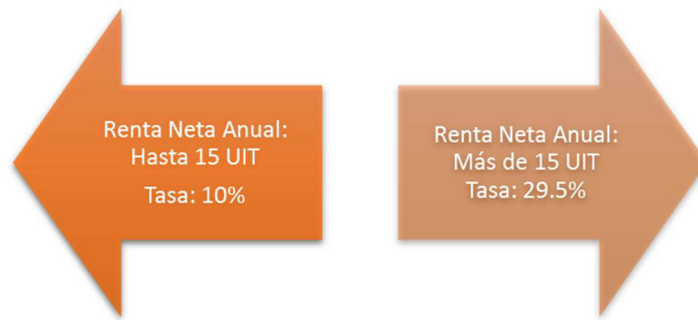 Renta Neta Anual:
Hasta 15 UIT
Tasa: 10%
Renta Neta Anual:
Más de 15 UIT
Tasa: 29.5%